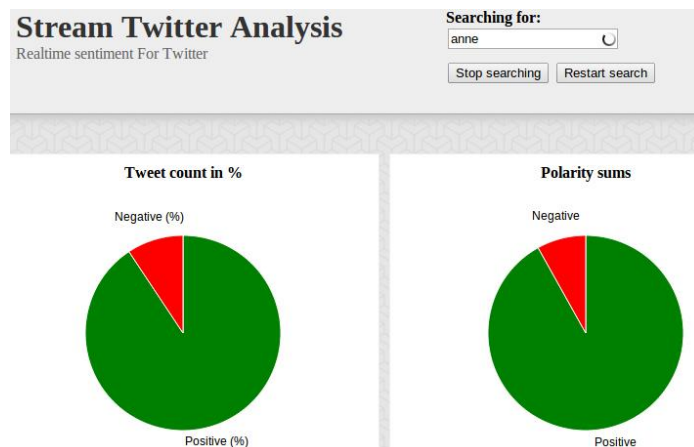 Stream Twitter Analysis
Realtime sentiment For Twitter
Searching for:
anne
Stop searching
Restart search
Tweet count in %
Negative (%)
Positive (%)
Polarity sums
Negative
Positive